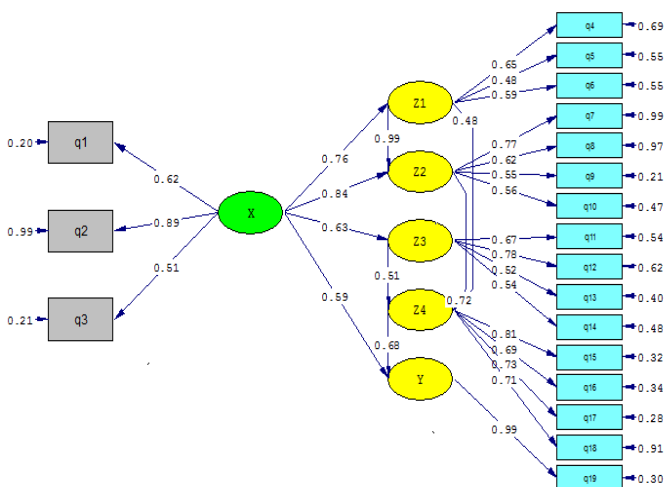 q4
0.69
q5
0.55
q6
0.55
q7
0.99
q8
0.97
q9
0.21
q10
0.47
q11
0.54
q12
0.62
q13
0.40
q14
0.48
q15
0.32
q16
0.34
q17
0.28
q18
0.91
q19
0.30
0.20
q1
0.99
q2
0.21
q3
0.62
0.89
0.51
X
0.76
0.84
0.63
0.59
Z1
0.99
Z2
Z3
0.51
Z4
0.68
Y
0.48
0.72
0.65
0.48
0.59
0.77
0.62
0.55
0.56
0.67
0.78
0.52
0.54
0.81
0.69
0.73
0.71
0.99